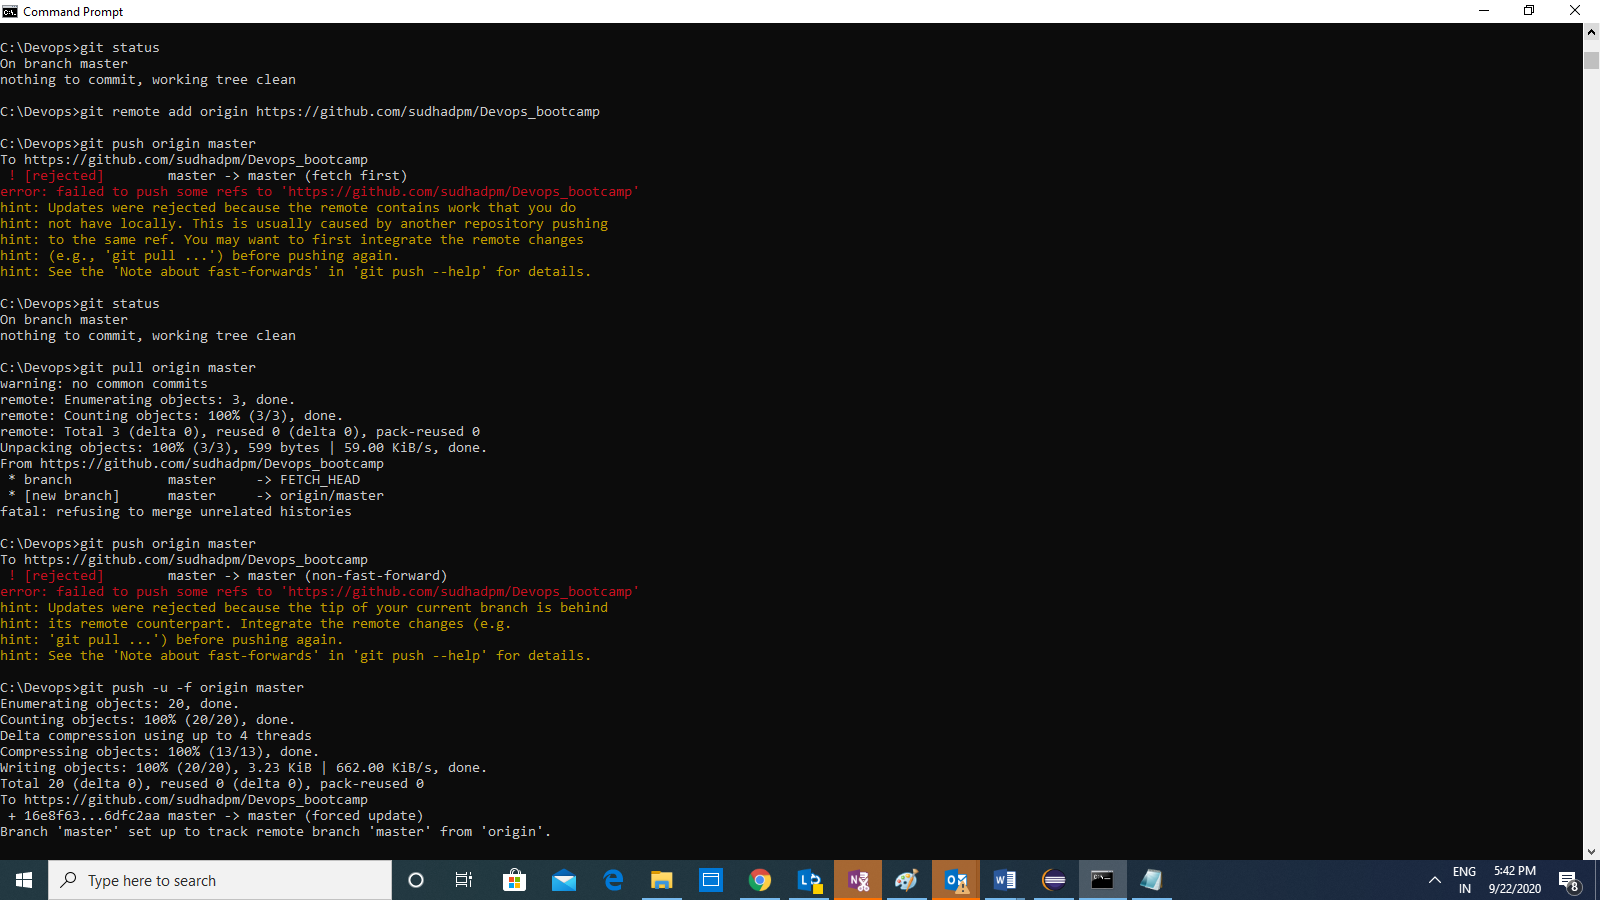 Command Prompt
C:\Devops>git status
On branch master
nothing to commit, working tree clean
C:\Devops>git remote add origin https://github.com/sudhadpm/Devops_bootcamp
C:\Devops>git push origin master
To https://github.com/sudhadpm/Devops_bootcamp
 ! [rejected]        master -> master (fetch first)
error: failed to push some refs to 'https://github.com/sudhadpm/Devops_bootcamp'
hint: Updates were rejected because the remote contains work that you do
hint: not have locally. This is usually caused by another repository pushing
hint: to the same ref. You may want to first integrate the remote changes
hint: (e.g., 'git pull ...') before pushing again.
hint: See the 'Note about fast-forwards' in 'git push --help' for details.
C:\Devops>git status
On branch master
nothing to commit, working tree clean
C:\Devops>git pull origin master
warning: no common commits
remote: Enumerating objects: 3, done.
remote: Counting objects: 100% (3/3), done.
remote: Total 3 (delta 0), reused 0 (delta 0), pack-reused 0
Unpacking objects: 100% (3/3), 599 bytes | 59.00 KiB/s, done.
From https://github.com/sudhadpm/Devops_bootcamp
 * branch            master     -> FETCH_HEAD
 * [new branch]      master     -> origin/master
fatal: refusing to merge unrelated histories
C:\Devops>git push origin master
To https://github.com/sudhadpm/Devops_bootcamp
 ! [rejected]        master -> master (non-fast-forward)
error: failed to push some refs to 'https://github.com/sudhadpm/Devops_bootcamp'
hint: Updates were rejected because the tip of your current branch is behind
hint: its remote counterpart. Integrate the remote changes (e.g.
hint: 'git pull ...') before pushing again.
hint: See the 'Note about fast-forwards' in 'git push --help' for details.
C:\Devops>git push -u -f origin master
Enumerating objects: 20, done.
Counting objects: 100% (20/20), done.
Delta compression using up to 4 threads
Compressing objects: 100% (13/13), done.
Writing objects: 100% (20/20), 3.23 KiB | 662.00 KiB/s, done.
Total 20 (delta 0), reused 0 (delta 0), pack-reused 0
To https://github.com/sudhadpm/Devops_bootcamp
 + 16e8f63...6dfc2aa master -> master (forced update)
Branch 'master' set up to track remote branch 'master' from 'origin'.
Type here to search
ENG
IN
5:42 PM
9/22/2020
8